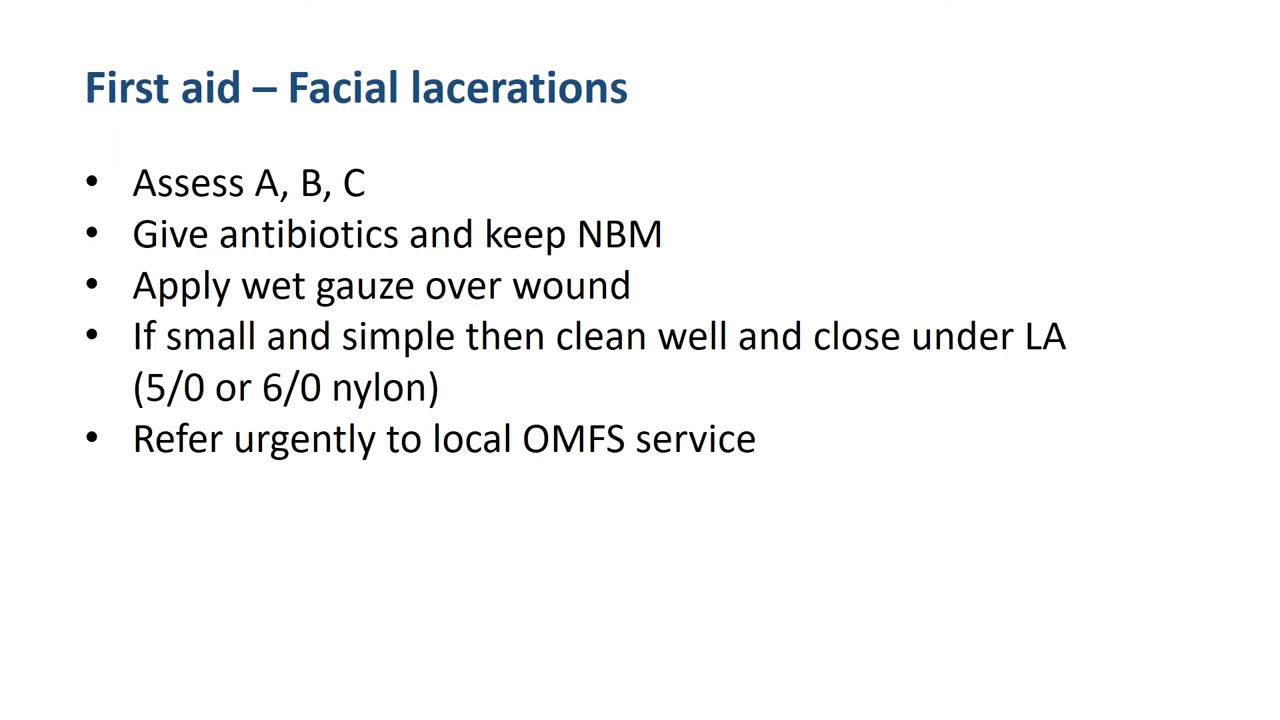 First aid – Facial lacerations
• Assess A, B, C
• Give antibiotics and keep NBM
• Apply wet gauze over wound
• If small and simple then clean well and close under LA
(5/0 or 6/0 nylon)
• Refer urgently to local OMFS service